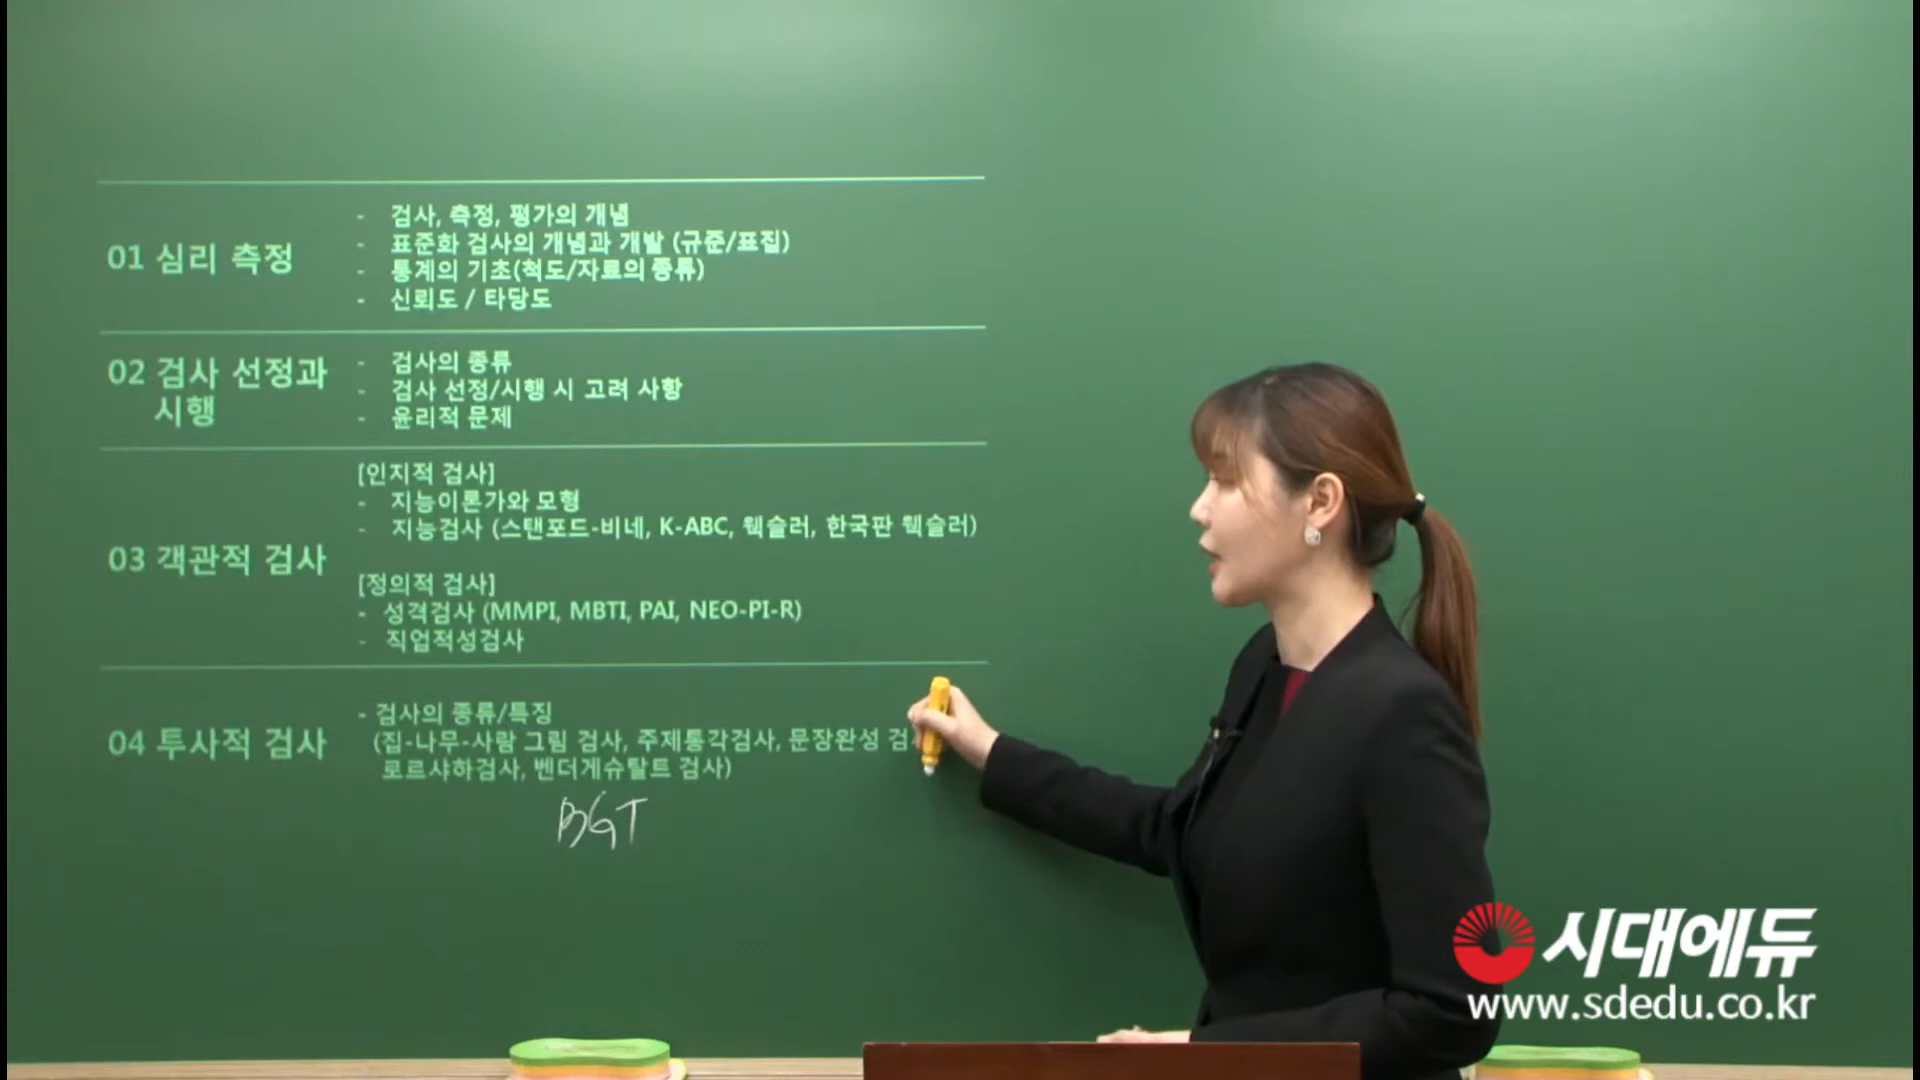 01 심리 측정
- 검사, 측정, 평가의 개념
- 표준화 검사의 개념과 개발 (규준/표집)
- 통계의 기초(척도/자료의 종류)
- 신뢰도 / 타당도
02 검사 선정과
시행
- 검사의 종류
- 검사 선정/시행 시 고려 사항
- 윤리적 문제
03 객관적 검사
[인지적 검사]
- 지능이론가와 모형
- 지능검사 (스탠포드-비네, K-ABC, 웩슬러, 한국판 웩슬러)
[정의적 검사]
- 성격검사 (MMPI, MBTI, PAI, NEO-PI-R)
- 직업적성검사
04 투사적 검사
- 검사의 종류/특징
(집-나무-사람 그림 검사, 주제통각검사, 문장완성 검
로르샤하검사, 벤더게슈탈트 검사)
BGT
시대에듀
www.sdedu.co.kr